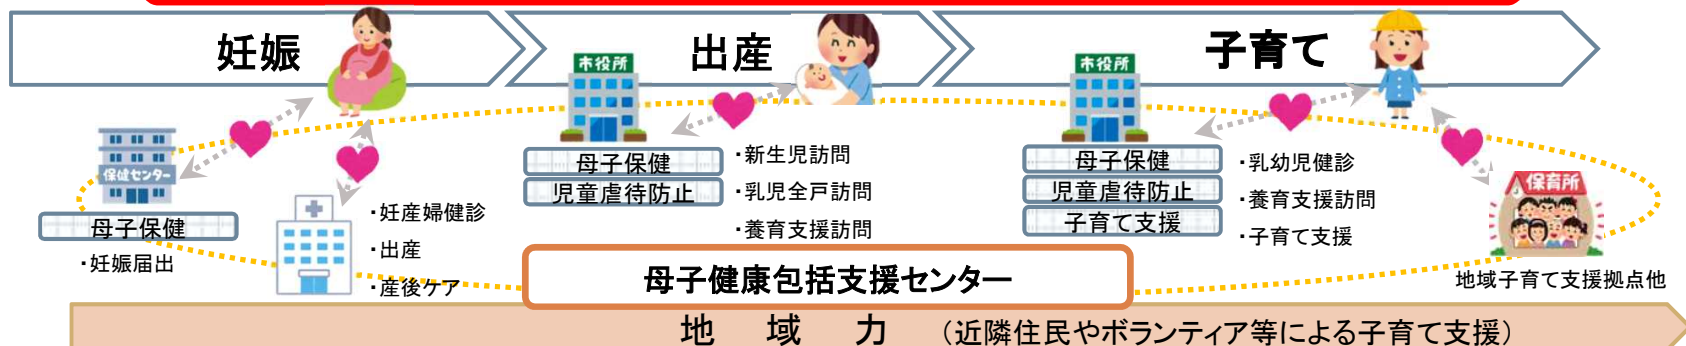 妊娠
出産
子育て
保健センター
母子保健
・妊娠届出
・妊産婦健診
・出産
・産後ケア
市役所
母子保健
児童虐待防止
・新生児訪問
・乳児全戸訪問
・養育支援訪問
市役所
母子保健
児童虐待防止
子育て支援
・乳幼児健診
・養育支援訪問
・子育て支援
保育所
地域子育て支援拠点他
母子健康包括支援センター
地域力（近隣住民やボランティア等による子育て支援）